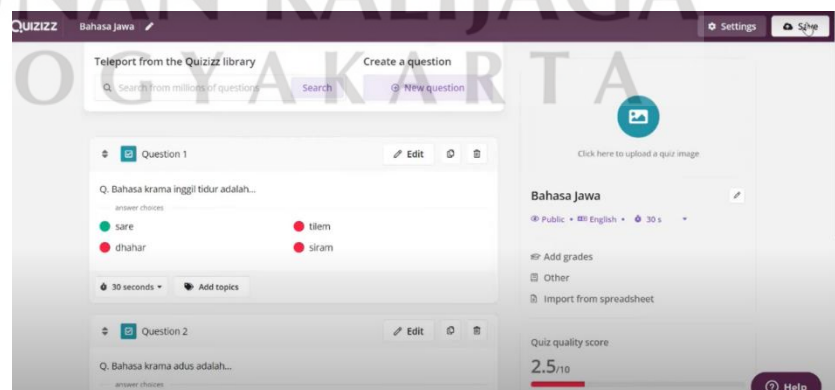 NAN KALIJAGA
OGYAKARTA
QUIZIZZ
Bahasa Jawa
Settings
Save
Teleport from the Quizizz library
Create a question
Search from millions of questions
Search
New question
Click here to upload a quiz image
Question 1
Edit
Q. Bahasa krama inggil tidur adalah...
answer choices
sare
tilem
dhahar
siram
30 seconds
Add topics
Bahasa Jawa
Public • English • 30 s
Add grades
Other
Import from spreadsheet
Question 2
Edit
Q. Bahasa krama adus adalah...
answer choices
Quiz quality score
2.5/10
Help